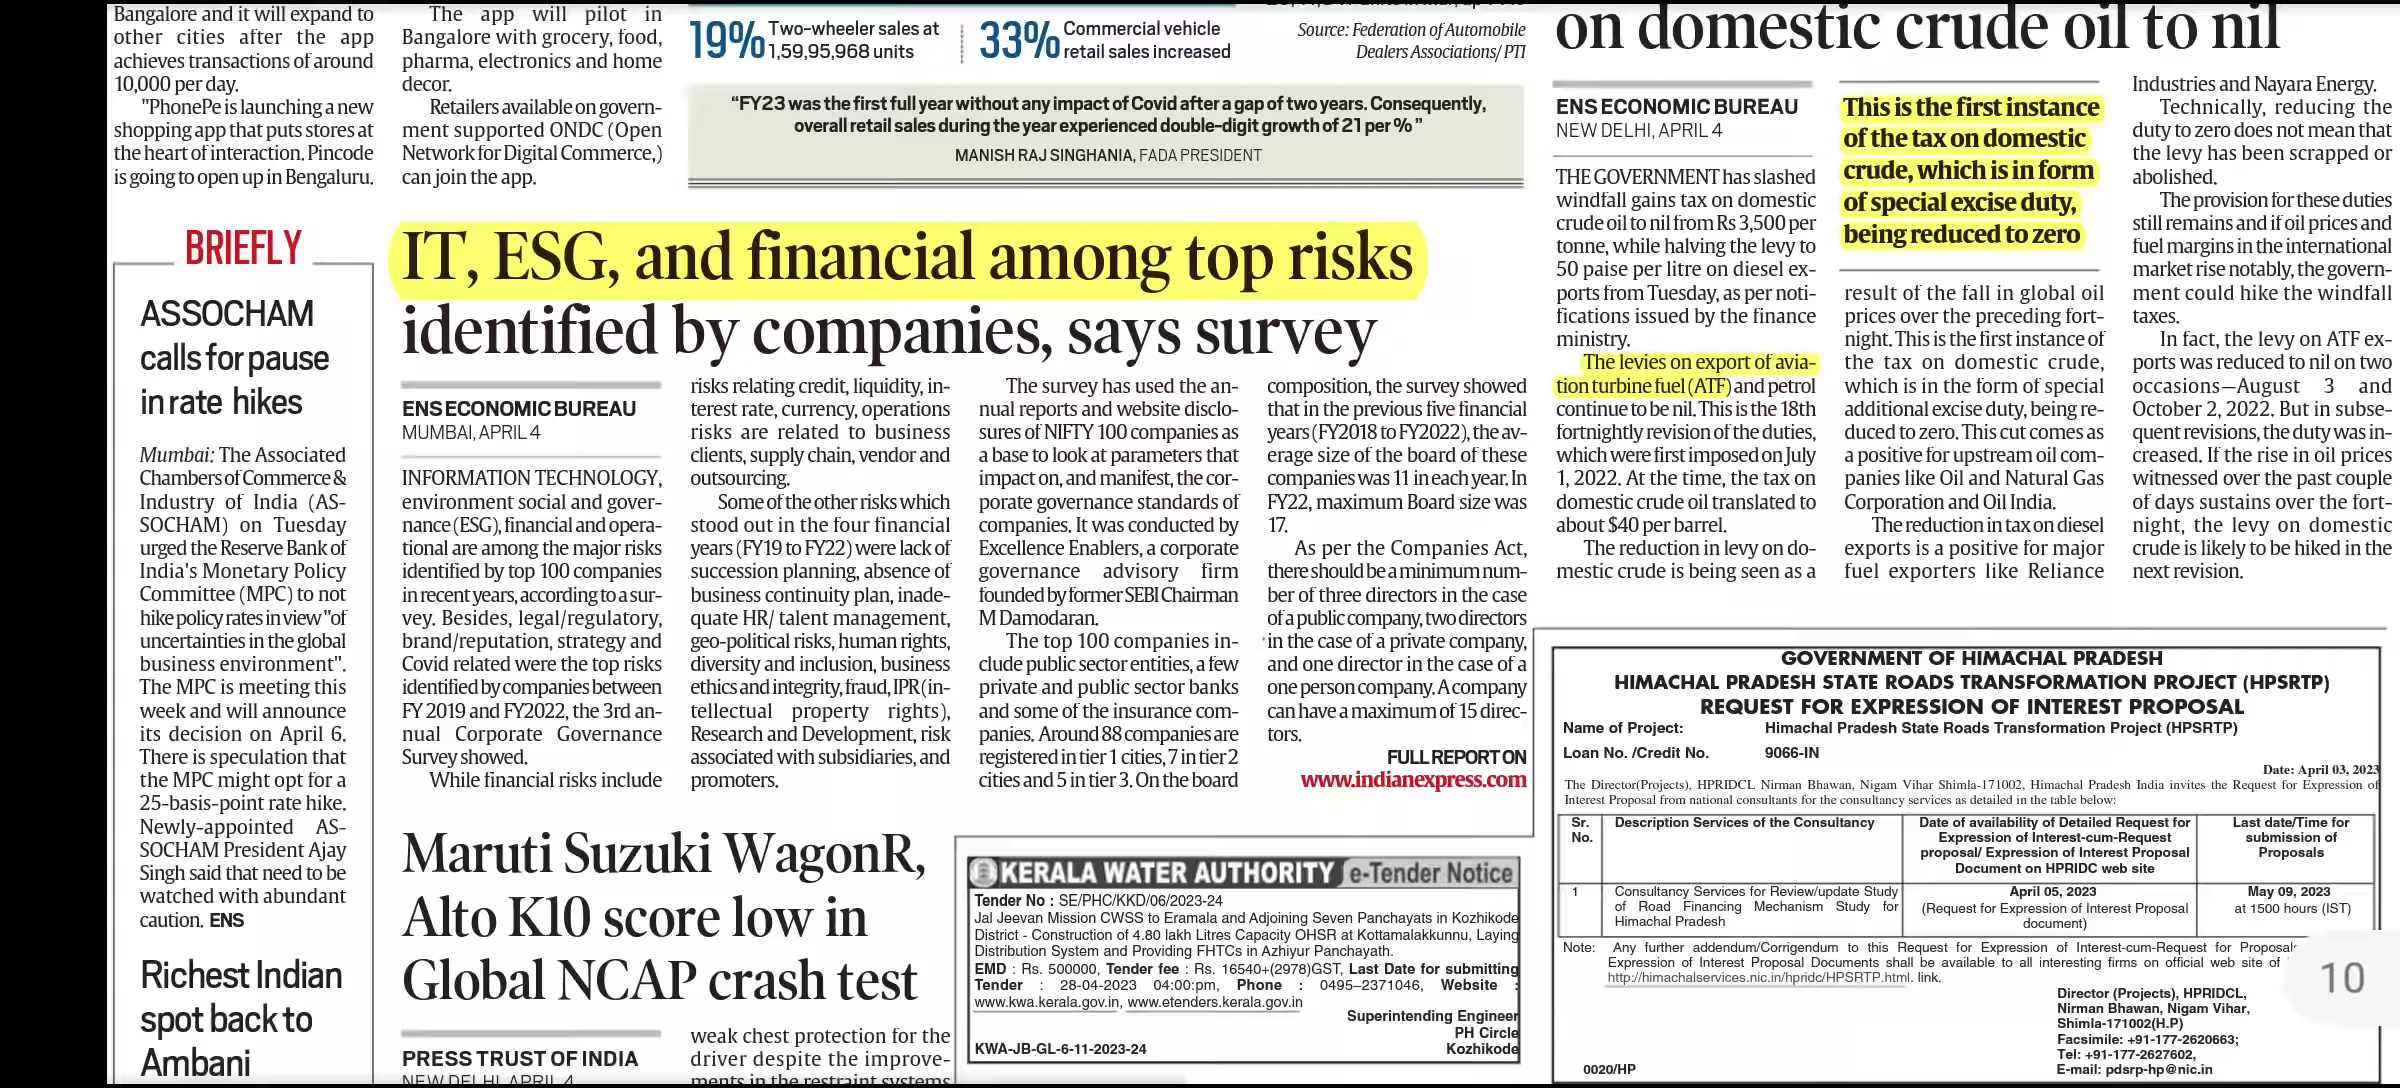 Bangalore and it will expand to
other cities after the app
achieves transactions of around
10,000 per day.
"PhonePe is launching a new
shopping app that puts stores at
the heart of interaction. Pincode
is going to open up in Bengaluru.
The app will pilot in
Bangalore with grocery, food,
pharma, electronics and home
decor.
Retailers available on govern-
ment supported ONDC (Open
Network for Digital Commerce,)
can join the app.
19% Two-wheeler sales at
1,59,95,968 units
33% Commercial vehicle
retail sales increased
Source: Federation of Automobile
Dealers Associations/ PTI
“FY23 was the first full year without any impact of Covid after a gap of two years. Consequently,
overall retail sales during the year experienced double-digit growth of 21 per % ”
MANISH RAJ SINGHANIA, FADA PRESIDENT
BRIEFLY
ASSOCHAM
calls for pause
in rate hikes
Mumbai: The Associated
Chambers of Commerce &
Industry of India (AS-
SOCHAM) on Tuesday
urged the Reserve Bank of
India's Monetary Policy
Committee (MPC) to not
hike policy rates in view "of
uncertainties in the global
business environment".
The MPC is meeting this
week and will announce
its decision on April 6.
There is speculation that
the MPC might opt for a
25-basis-point rate hike.
Newly-appointed AS-
SOCHAM President Ajay
Singh said that need to be
watched with abundant
caution. ENS
Richest Indian
spot back to
Ambani
IT, ESG, and financial among top risks
identified by companies, says survey
ENS ECONOMIC BUREAU
MUMBAI, APRIL 4
INFORMATION TECHNOLOGY,
environment social and gover-
nance (ESG), financial and opera-
tional are among the major risks
identified by top 100 companies
in recent years, according to a sur-
vey. Besides, legal/regulatory,
brand/reputation, strategy and
Covid related were the top risks
identified by companies between
FY 2019 and FY2022, the 3rd an-
nual Corporate Governance
Survey showed.
While financial risks include
risks relating credit, liquidity, in-
terest rate, currency, operations
risks are related to business
clients, supply chain, vendor and
outsourcing.
Some of the other risks which
stood out in the four financial
years (FY19 to FY22) were lack of
succession planning, absence of
business continuity plan, inade-
quate HR/ talent management,
geo-political risks, human rights,
diversity and inclusion, business
ethics and integrity, fraud, IPR (in-
tellectual property rights),
Research and Development, risk
associated with subsidiaries, and
promoters.
The survey has used the an-
nual reports and website disclo-
sures of NIFTY 100 companies as
a base to look at parameters that
impact on, and manifest, the cor-
porate governance standards of
companies. It was conducted by
Excellence Enablers, a corporate
governance advisory firm
founded by former SEBI Chairman
M Damodaran.
The top 100 companies in-
clude public sector entities, a few
private and public sector banks
and some of the insurance com-
panies. Around 88 companies are
registered in tier 1 cities, 7 in tier 2
cities and 5 in tier 3. On the board
composition, the survey showed
that in the previous five financial
years (FY2018 to FY2022), the av-
erage size of the board of these
companies was 11 in each year. In
FY22, maximum Board size was
17.
As per the Companies Act,
there should be a minimum num-
ber of three directors in the case
of a public company, two directors
in the case of a private company,
and one director in the case of a
one person company. A company
can have a maximum of 15 direc-
tors.
FULL REPORT ON
www.indianexpress.com
Maruti Suzuki WagonR,
Alto K10 score low in
Global NCAP crash test
PRESS TRUST OF INDIA
NEW DELHI, APRIL 4
weak chest protection for the
driver despite the improve-
ments in the restraint systems
KERALA WATER AUTHORITY e-Tender Notice
Tender No : SE/PHC/KKD/06/2023-24
Jal Jeevan Mission CWSS to Eramala and Adjoining Seven Panchayats in Kozhikode
District - Construction of 4.80 lakh Litres Capacity OHSR at Kottamalakkunnu, Laying
Distribution System and Providing FHTCs in Azhiyur Panchayath.
EMD : Rs. 500000, Tender fee : Rs. 16540+(2978)GST, Last Date for submitting
Tender : 28-04-2023 04:00:pm, Phone : 0495–2371046, Website :
www.kwa.kerala.gov.in, www.etenders.kerala.gov.in
Superintending Engineer
PH Circle
KWA-JB-GL-6-11-2023-24 Kozhikode
on domestic crude oil to nil
ENS ECONOMIC BUREAU
NEW DELHI, APRIL 4
THE GOVERNMENT has slashed
windfall gains tax on domestic
crude oil to nil from Rs 3,500 per
tonne, while halving the levy to
50 paise per litre on diesel ex-
ports from Tuesday, as per noti-
fications issued by the finance
ministry.
The levies on export of avia-
tion turbine fuel (ATF) and petrol
continue to be nil. This is the 18th
fortnightly revision of the duties,
which were first imposed on July
1, 2022. At the time, the tax on
domestic crude oil translated to
about $40 per barrel.
The reduction in levy on do-
mestic crude is being seen as a
This is the first instance
of the tax on domestic
crude, which is in form
of special excise duty,
being reduced to zero
result of the fall in global oil
prices over the preceding fort-
night. This is the first instance of
the tax on domestic crude,
which is in the form of special
additional excise duty, being re-
duced to zero. This cut comes as
a positive for upstream oil com-
panies like Oil and Natural Gas
Corporation and Oil India.
The reduction in tax on diesel
exports is a positive for major
fuel exporters like Reliance
Industries and Nayara Energy.
Technically, reducing the
duty to zero does not mean that
the levy has been scrapped or
abolished.
The provision for these duties
still remains and if oil prices and
fuel margins in the international
market rise notably, the govern-
ment could hike the windfall
taxes.
In fact, the levy on ATF ex-
ports was reduced to nil on two
occasions—August 3 and
October 2, 2022. But in subse-
quent revisions, the duty was in-
creased. If the rise in oil prices
witnessed over the past couple
of days sustains over the fort-
night, the levy on domestic
crude is likely to be hiked in the
next revision.
GOVERNMENT OF HIMACHAL PRADESH
HIMACHAL PRADESH STATE ROADS TRANSFORMATION PROJECT (HPSRTP)
REQUEST FOR EXPRESSION OF INTEREST PROPOSAL
Name of Project: Himachal Pradesh State Roads Transformation Project (HPSRTP)
Loan No. /Credit No. 9066-IN
Date: April 03, 2023
The Director(Projects), HPRIDCL Nirman Bhawan, Nigam Vihar Shimla-171002, Himachal Pradesh India invites the Request for Expression of
Interest Proposal from national consultants for the consultancy services as detailed in the table below:
Sr. No.
Description Services of the Consultancy
Date of availability of Detailed Request for
Expression of Interest-cum-Request
proposal/ Expression of Interest Proposal
Document on HPRIDC web site
Last date/Time for
submission of
Proposals
1
Consultancy Services for Review/update Study
of Road Financing Mechanism Study for
Himachal Pradesh
April 05, 2023
(Request for Expression of Interest Proposal
document)
May 09, 2023
at 1500 hours (IST)
Note: Any further addendum/Corrigendum to this Request for Expression of Interest-cum-Request for Proposal
Expression of Interest Proposal Documents shall be available to all interesting firms on official web site of
http://himachalservices.nic.in/hpridc/HPSRTP.html. link.
Director (Projects), HPRIDCL,
Nirman Bhawan, Nigam Vihar,
Shimla-171002(H.P)
Facsimile: +91-177-2620663;
Tel: +91-177-2627602,
0020/HP E-mail: pdsrp-hp@nic.in
10